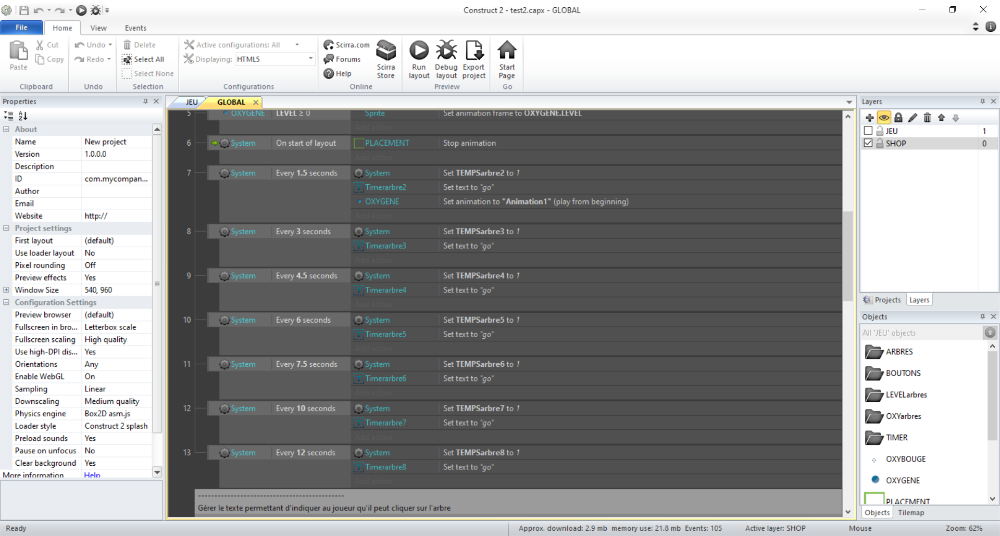 Construct 2 - test2.capx - GLOBAL
File Home View Events
Paste Cut Copy Clipboard
Undo Redo Undo
Delete Select All Select None Selection
Active configurations: All
Displaying: HTML5
Configurations
Scirra.com Forums Help Scirra Store Online
Run layout Debug layout Export project Preview
Start Page Go
Properties
About
Name New project
Version 1.0.0.0
Description
ID com.mycompan...
Author
Email
Website http://
Project settings
First layout (default)
Use loader layout No
Pixel rounding Off
Preview effects Yes
Window Size 540, 960
Configuration Settings
Preview browser (default)
Fullscreen in bro... Letterbox scale
Fullscreen scaling High quality
Use high-DPI dis... Yes
Orientations Any
Enable WebGL On
Sampling Linear
Downscaling Medium quality
Physics engine Box2D asm.js
Loader style Construct 2 splash
Preload sounds Yes
Pause on unfocus No
Clear background Yes
More information Help
JEU GLOBAL
5 OXYGENE LEVEL ≥ 0 Sprite Set animation frame to OXYGENE.LEVEL
Add action
6 System On start of layout PLACEMENT Stop animation
Add action
7 System Every 1.5 seconds System Set TEMPSarbre2 to 1
Timerarbre2 Set text to "go"
OXYGENE Set animation to "Animation1" (play from beginning)
Add action
8 System Every 3 seconds System Set TEMPSarbre3 to 1
Timerarbre3 Set text to "go"
Add action
9 System Every 4.5 seconds System Set TEMPSarbre4 to 1
Timerarbre4 Set text to "go"
Add action
10 System Every 6 seconds System Set TEMPSarbre5 to 1
Timerarbre5 Set text to "go"
Add action
11 System Every 7.5 seconds System Set TEMPSarbre6 to 1
Timerarbre6 Set text to "go"
Add action
12 System Every 10 seconds System Set TEMPSarbre7 to 1
Timerarbre7 Set text to "go"
Add action
13 System Every 12 seconds System Set TEMPSarbre8 to 1
Timerarbre8 Set text to "go"
Add action
---------------------------------------------
Gérer le texte permettant d'indiquer au joueur qu'il peut cliquer sur l'arbre
Layers
JEU 1
SHOP 0
Projects Layers
Objects
All 'JEU' objects
ARBRES
BOUTONS
LEVELarbres
OXYarbres
TIMER
OXYBOUGE
OXYGENE
PLACEMENT
Objects Tilemap
Ready Approx. download: 2.9 mb memory use: 21.8 mb Events: 105 Active layer: SHOP Mouse Zoom: 62%